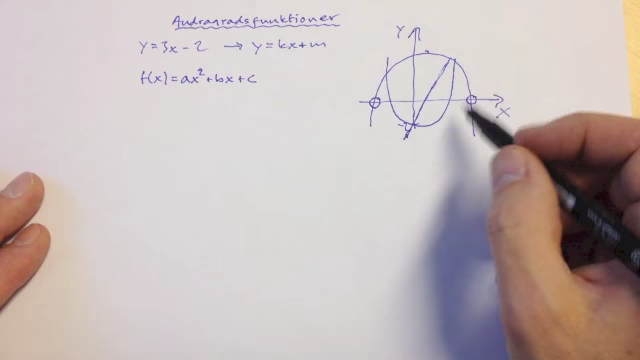 Andragradsfunktioner
y=3x-2 → y=kx+m
f(x)=ax²+bx+c
y
x